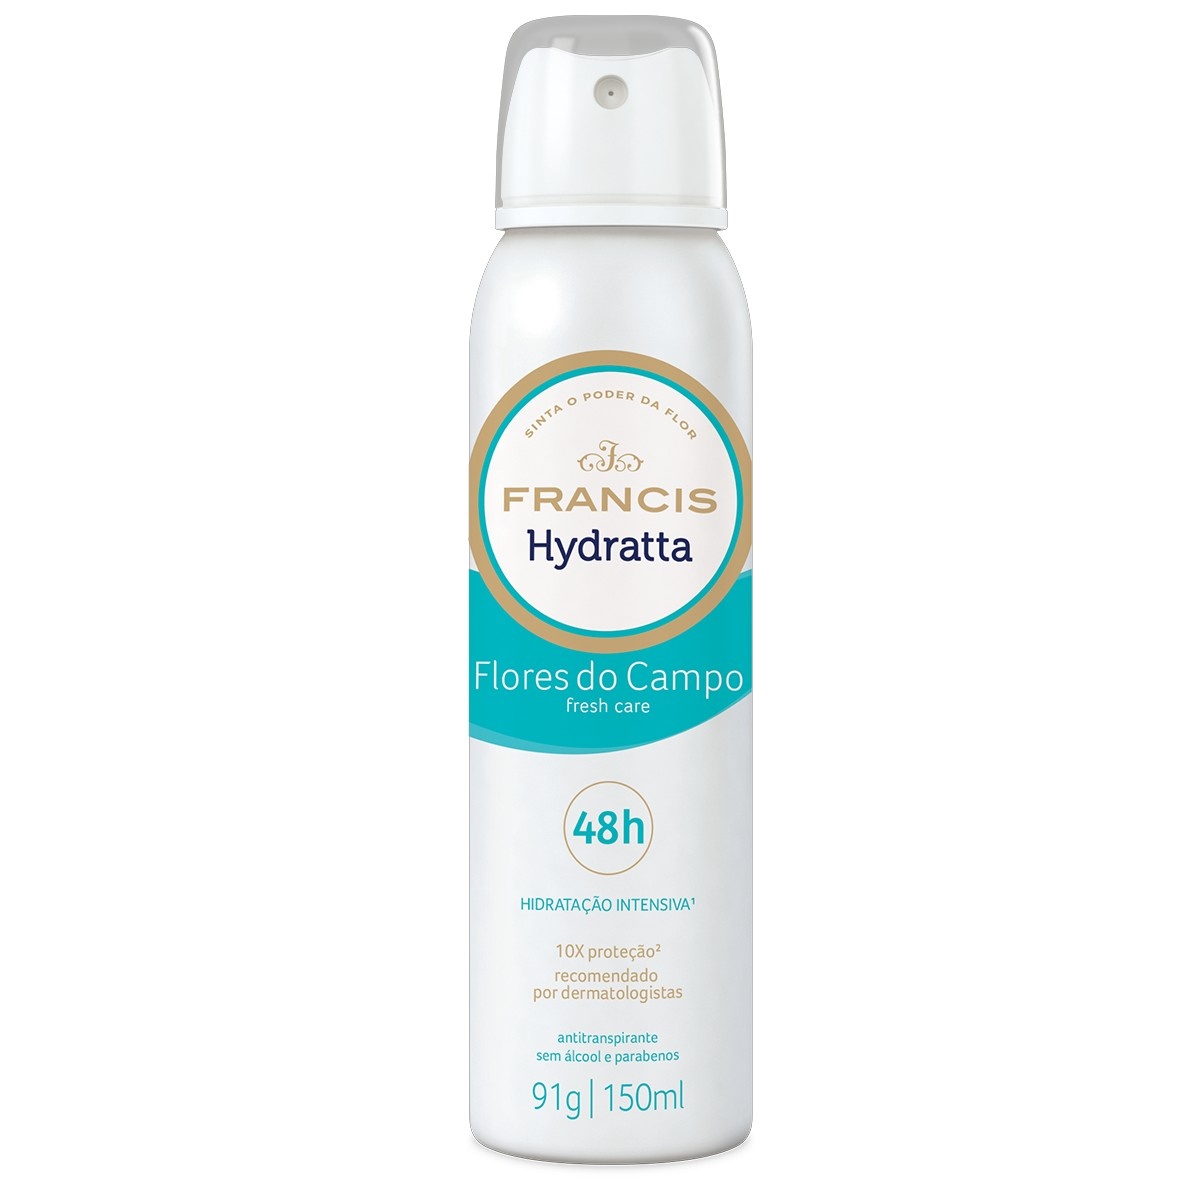 SINTA O PODER DA FLOR
FRANCIS
Hydratta
Flores do Campo
fresh care
48h
HIDRATAÇÃO INTENSIVA¹
10X proteção²
recomendado
por dermatologistas
antitranspirante
sem álcool e parabenos
91g|150ml